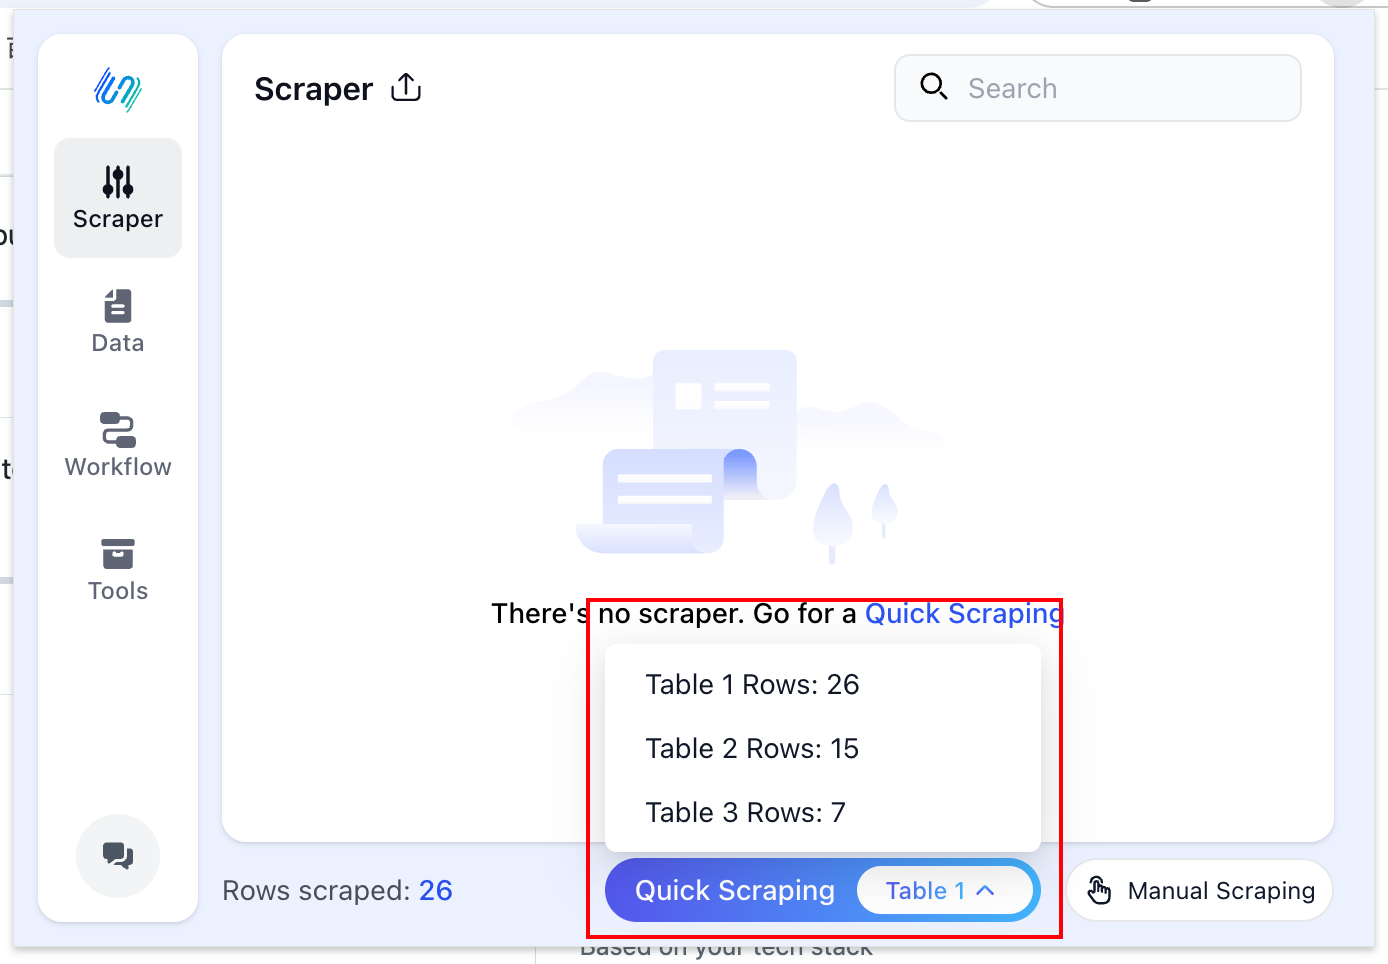 Scraper
Search
Scraper
Data
Workflow
Tools
There's no scraper. Go for a Quick Scraping
Table 1 Rows: 26
Table 2 Rows: 15
Table 3 Rows: 7
Rows scraped: 26
Quick Scraping
Table 1
Manual Scraping
Based on your tech stack